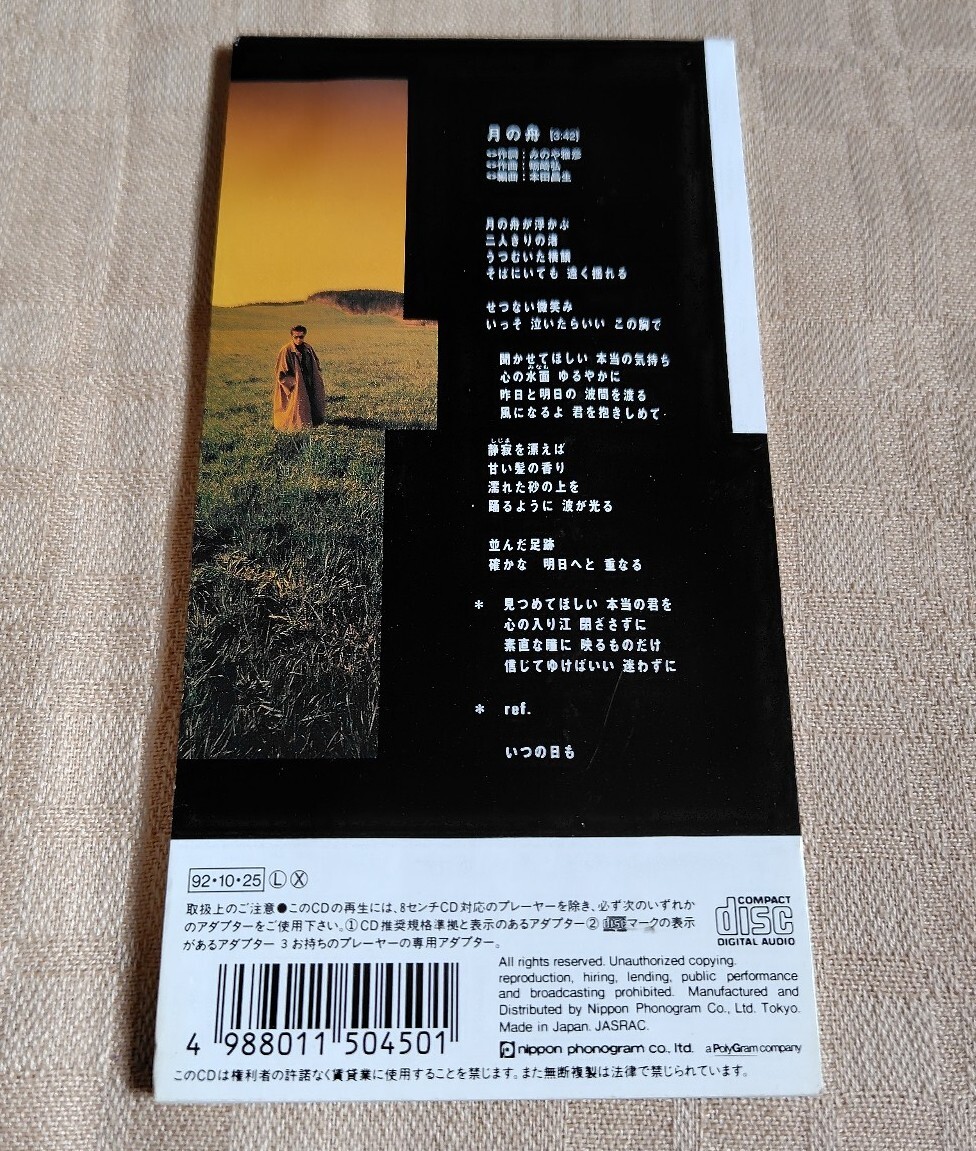 月の舟 [3:42]
●作詞：あのや雅彦
●作曲：鶴崎弘
●編曲：本田昌生
月の舟が浮かぶ
二人きりの渚
うつむいた横顔
そばにいても 遠く揺れる
せつない微笑み
いっそ 泣いたらいい この胸で
聞かせてほしい 本当の気持ち
みなも
心の水面 ゆるやかに
昨日と明日の 波間を渡る
風になるよ 君を抱きしめて
しじま
静寂を漂えば
甘い髪の香り
濡れた砂の上を
踊るように 波が光る
並んだ足跡
確かな 明日へと 重なる
* 見つめてほしい 本当の君を
心の入り江 閉ざさずに
素直な瞳に 映るものだけ
信じてゆけばいい 迷わずに
* ref.
いつの日も
92•10•25 Ⓛ Ⓧ
取扱上のご注意●このCDの再生には、8センチCD対応のプレーヤーを除き、必ず次のいずれか
のアダプターをご使用下さい。①CD推奨規格準拠と表示のあるアダプター② disc マークの表示
があるアダプター 3 お持ちのプレーヤーの専用アダプター。
COMPACT
disc
DIGITAL AUDIO
All rights reserved. Unauthorized copying.
reproduction, hiring, lending, public performance
and broadcasting prohibited. Manufactured and
Distributed by Nippon Phonogram Co., Ltd. Tokyo.
Made in Japan. JASRAC.
4 988011 504501
nippon phonogram co., ltd. a PolyGram company
このCDは権利者の許諾なく賃貸業に使用することを禁じます。また無断複製は法律で禁じられています。